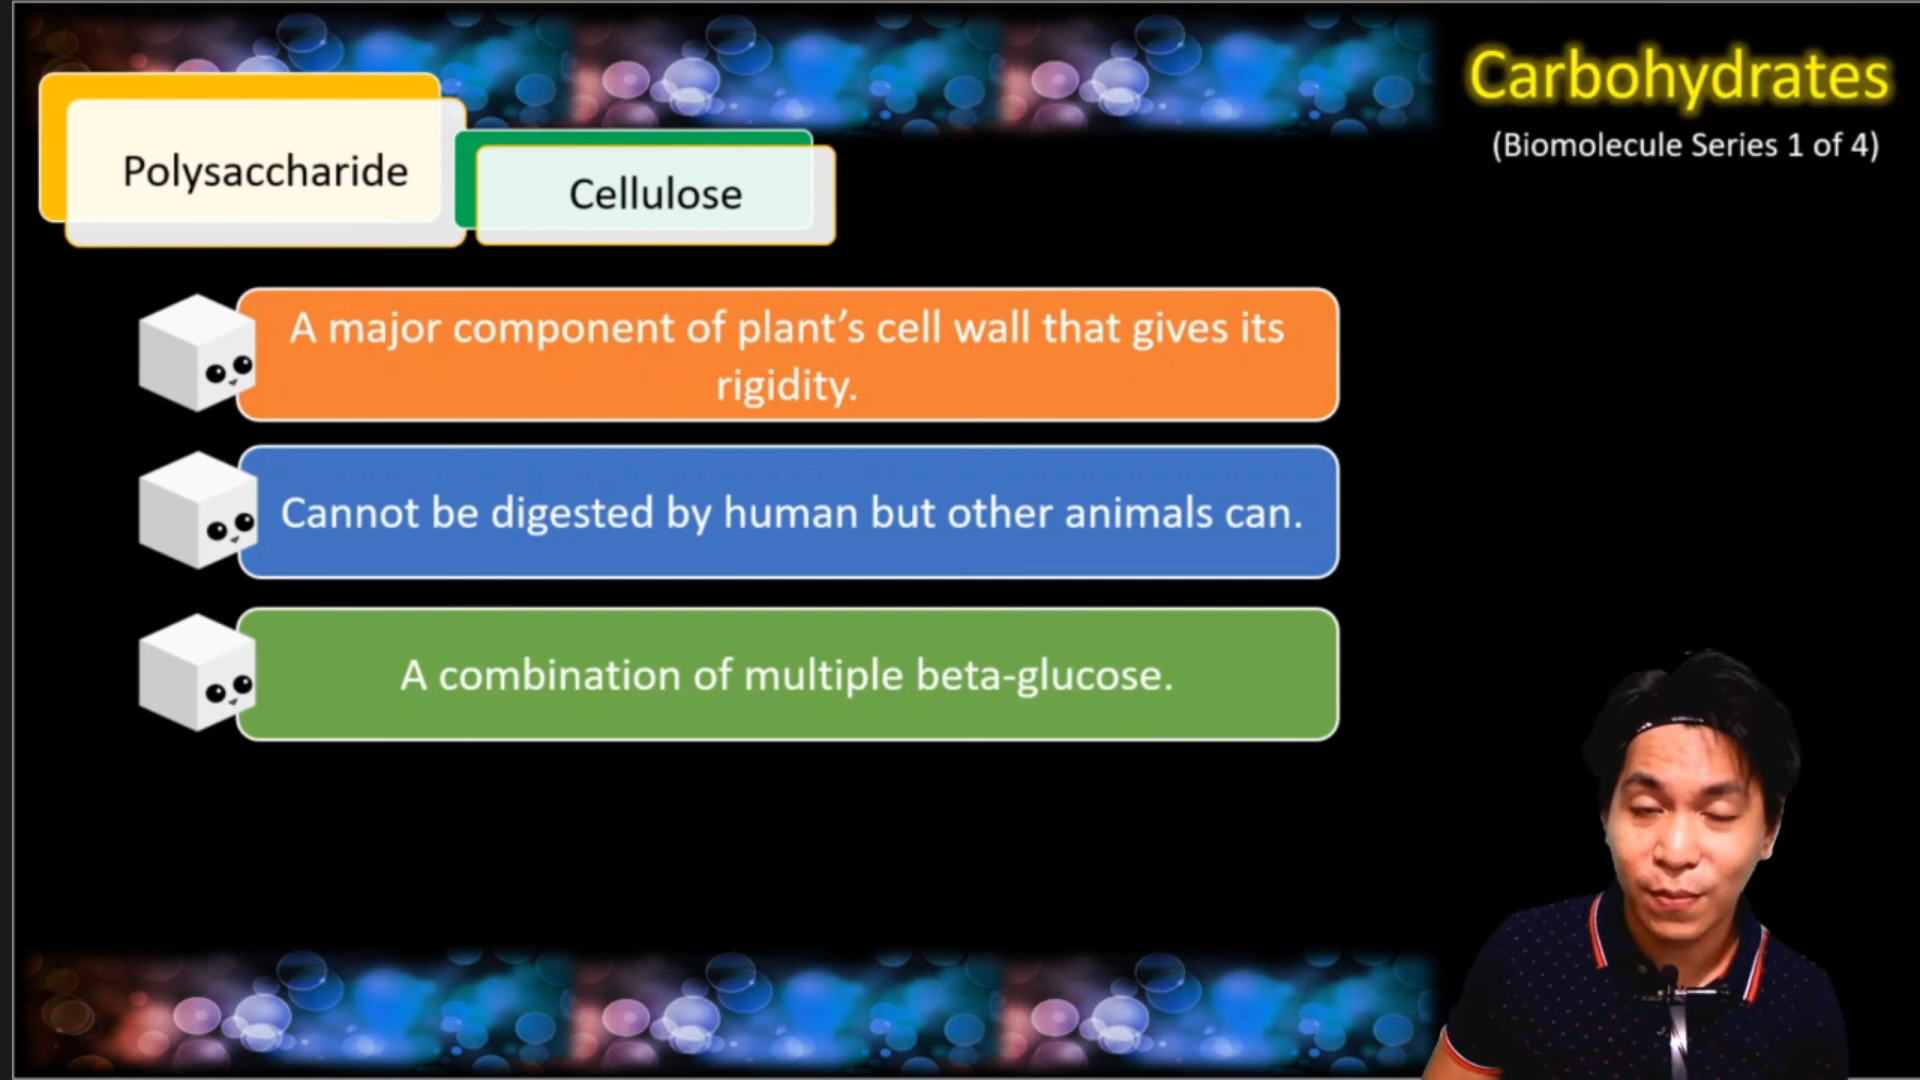 Carbohydrates
(Biomolecule Series 1 of 4)
Polysaccharide
Cellulose
A major component of plant’s cell wall that gives its
rigidity.
Cannot be digested by human but other animals can.
A combination of multiple beta-glucose.